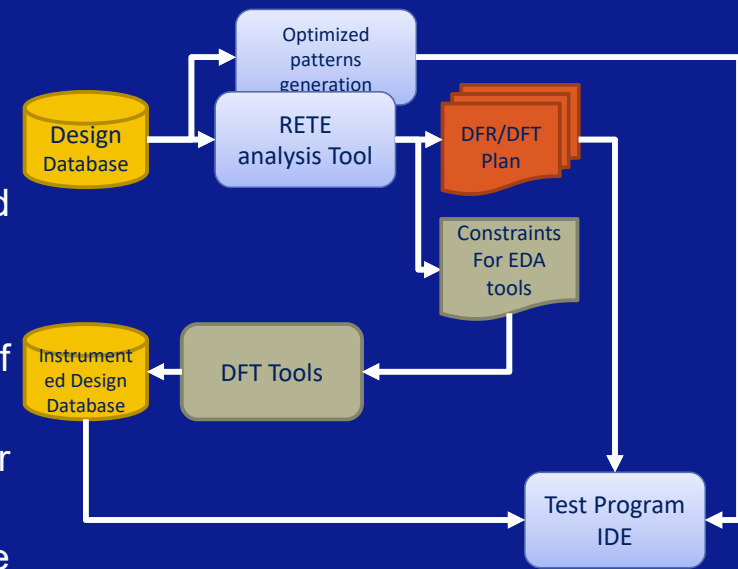 Optimized
patterns
generation
Design
Database
RETE
analysis Tool
DFR/DFT
Plan
Constraints
For EDA
tools
Instrument
ed Design
Database
DFT Tools
Test Program
IDE